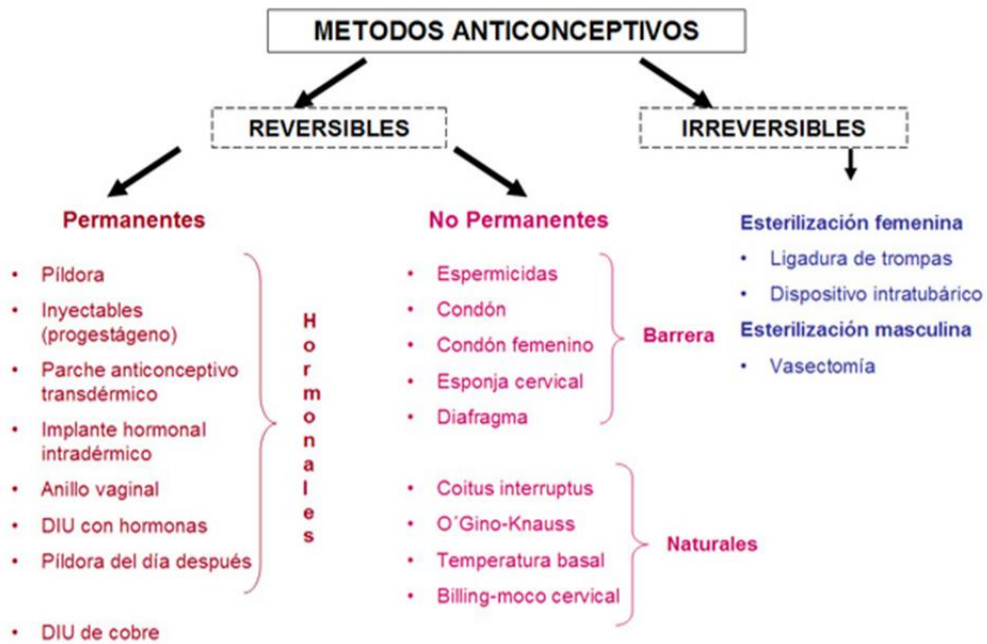 METODOS ANTICONCEPTIVOS
REVERSIBLES
IRREVERSIBLES
Permanentes
• Píldora
• Inyectables
(progestágeno)
• Parche anticonceptivo
transdérmico
• Implante hormonal
intradérmico
• Anillo vaginal
• DIU con hormonas
• Píldora del día después
Hormonales
• DIU de cobre
No Permanentes
• Espermicidas
• Condón
• Condón femenino
• Esponja cervical
• Diafragma
Barrera
• Coitus interruptus
• O´Gino-Knauss
• Temperatura basal
• Billing-moco cervical
Naturales
Esterilización femenina
• Ligadura de trompas
• Dispositivo intratubárico
Esterilización masculina
• Vasectomía